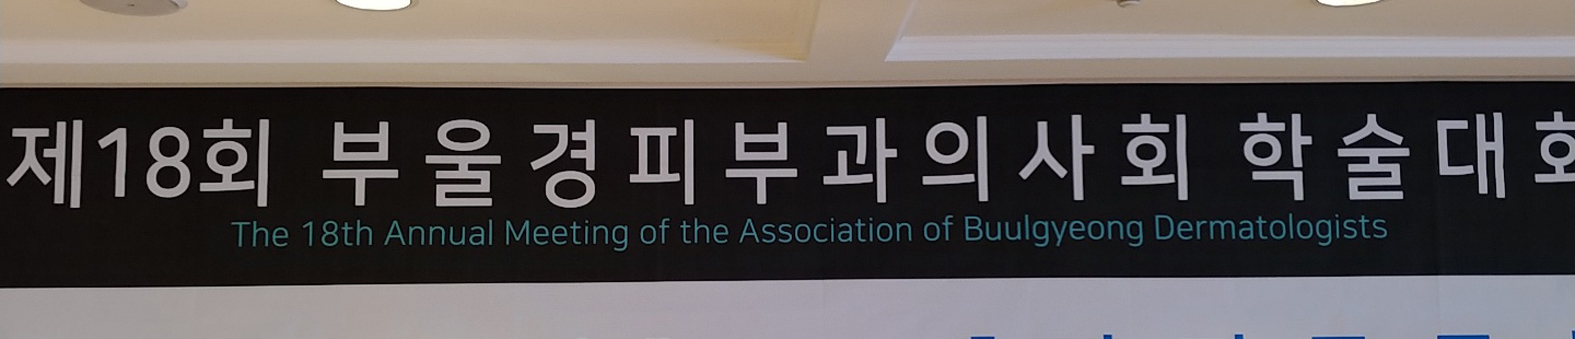 제18회 부울경피부과의사회 학술대회
The 18th Annual Meeting of the Association of Buulgyeong Dermatologists